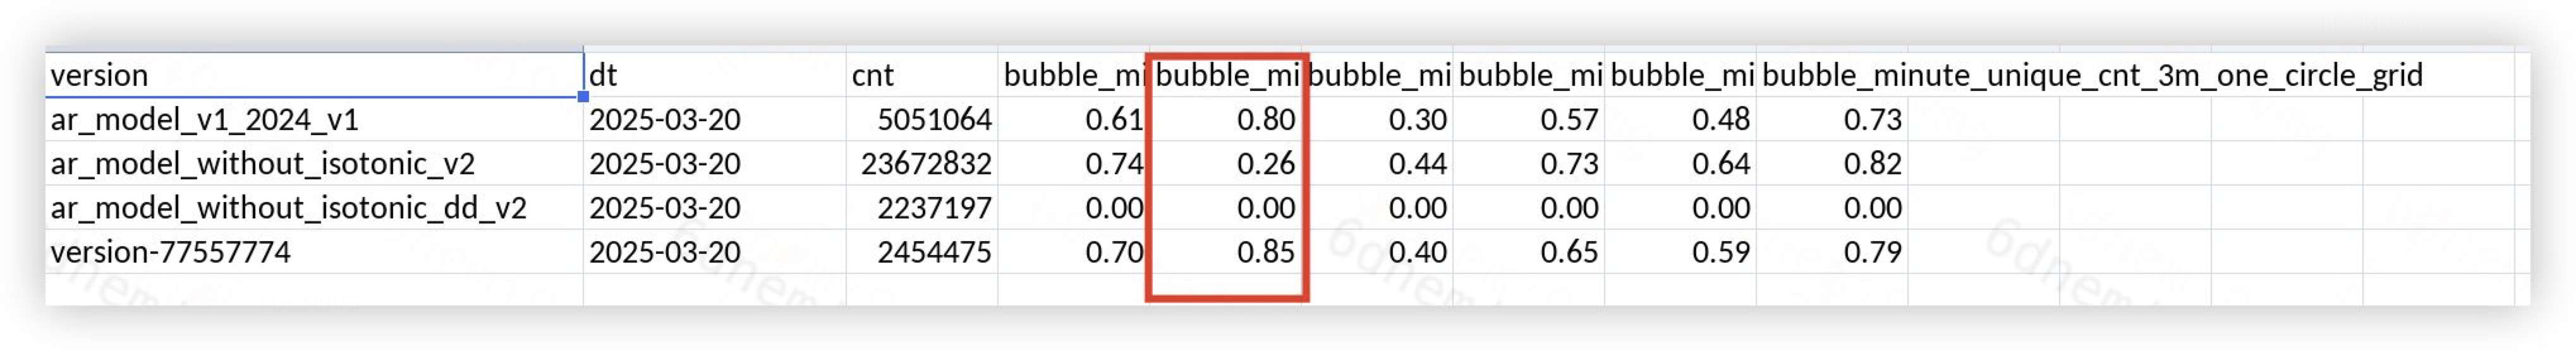 version dt cnt bubble_mi bubble_mi bubble_mi bubble_mi bubble_mi bubble_minute_unique_cnt_3m_one_circle_grid
ar_model_v1_2024_v1 2025-03-20 5051064 0.61 0.80 0.30 0.57 0.48 0.73
ar_model_without_isotonic_v2 2025-03-20 23672832 0.74 0.26 0.44 0.73 0.64 0.82
ar_model_without_isotonic_dd_v2 2025-03-20 2237197 0.00 0.00 0.00 0.00 0.00 0.00
version-77557774 2025-03-20 2454475 0.70 0.85 0.40 0.65 0.59 0.79